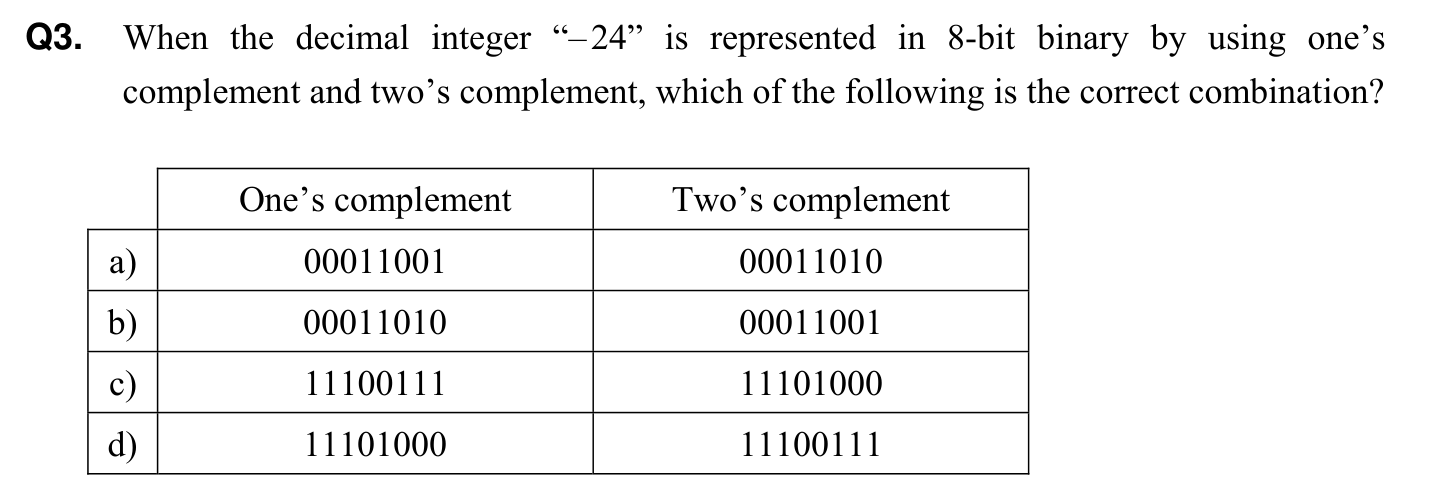 Q3. When the decimal integer “–24” is represented in 8-bit binary by using one’s
complement and two’s complement, which of the following is the correct combination?
One’s complement Two’s complement
a) 00011001 00011010
b) 00011010 00011001
c) 11100111 11101000
d) 11101000 11100111